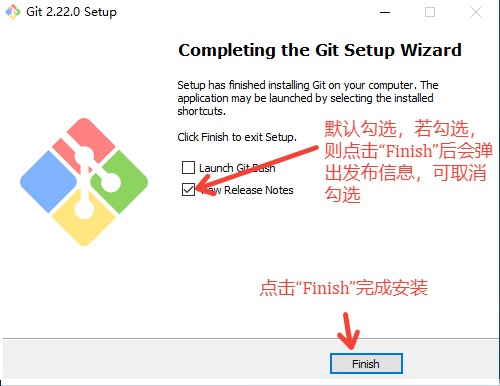 Git 2.22.0 Setup
Completing the Git Setup Wizard
Setup has finished installing Git on your computer. The
application may be launched by selecting the installed
shortcuts.
Click Finish to exit Setup.
Launch Git Bash
View Release Notes
默认勾选，若勾选，
则点击“Finish”后会弹
出发布信息，可取消
勾选
点击“Finish”完成安装
Finish